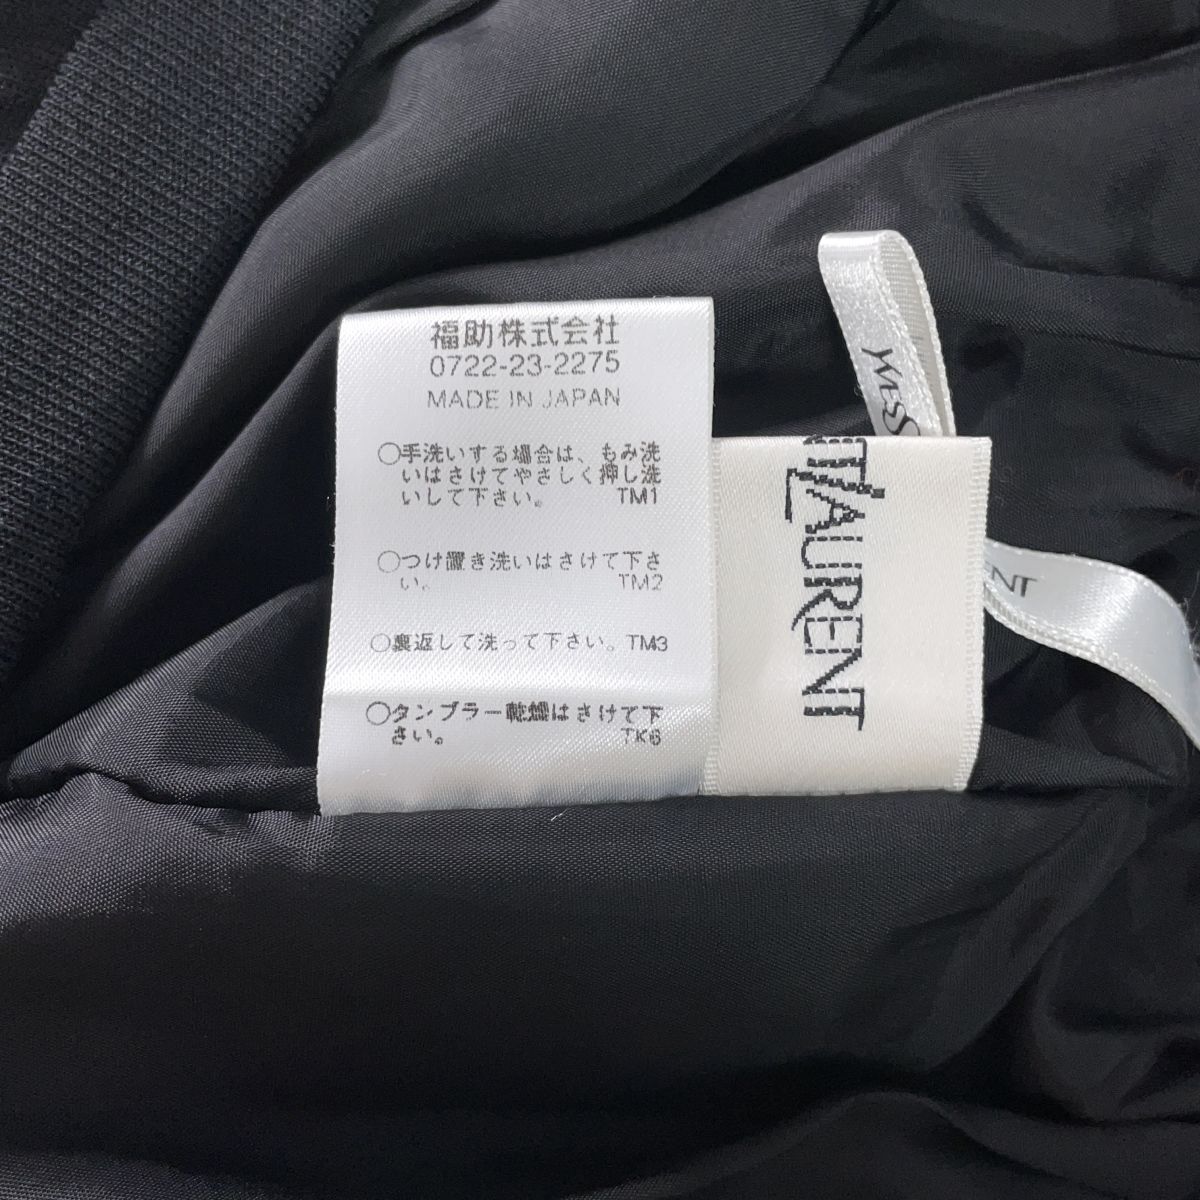 福助株式会社
0722-23-2275
MADE IN JAPAN
○手洗いする場合は、もみ洗
いはさけてやさしく押し洗
いして下さい。 TM1
○つけ置き洗いはさけて下さ
い。 TM2
○裏返して洗って下さい。TM3
○タンブラー乾燥はさけて下
さい。 TK6
LAURENT
YVES
ENT